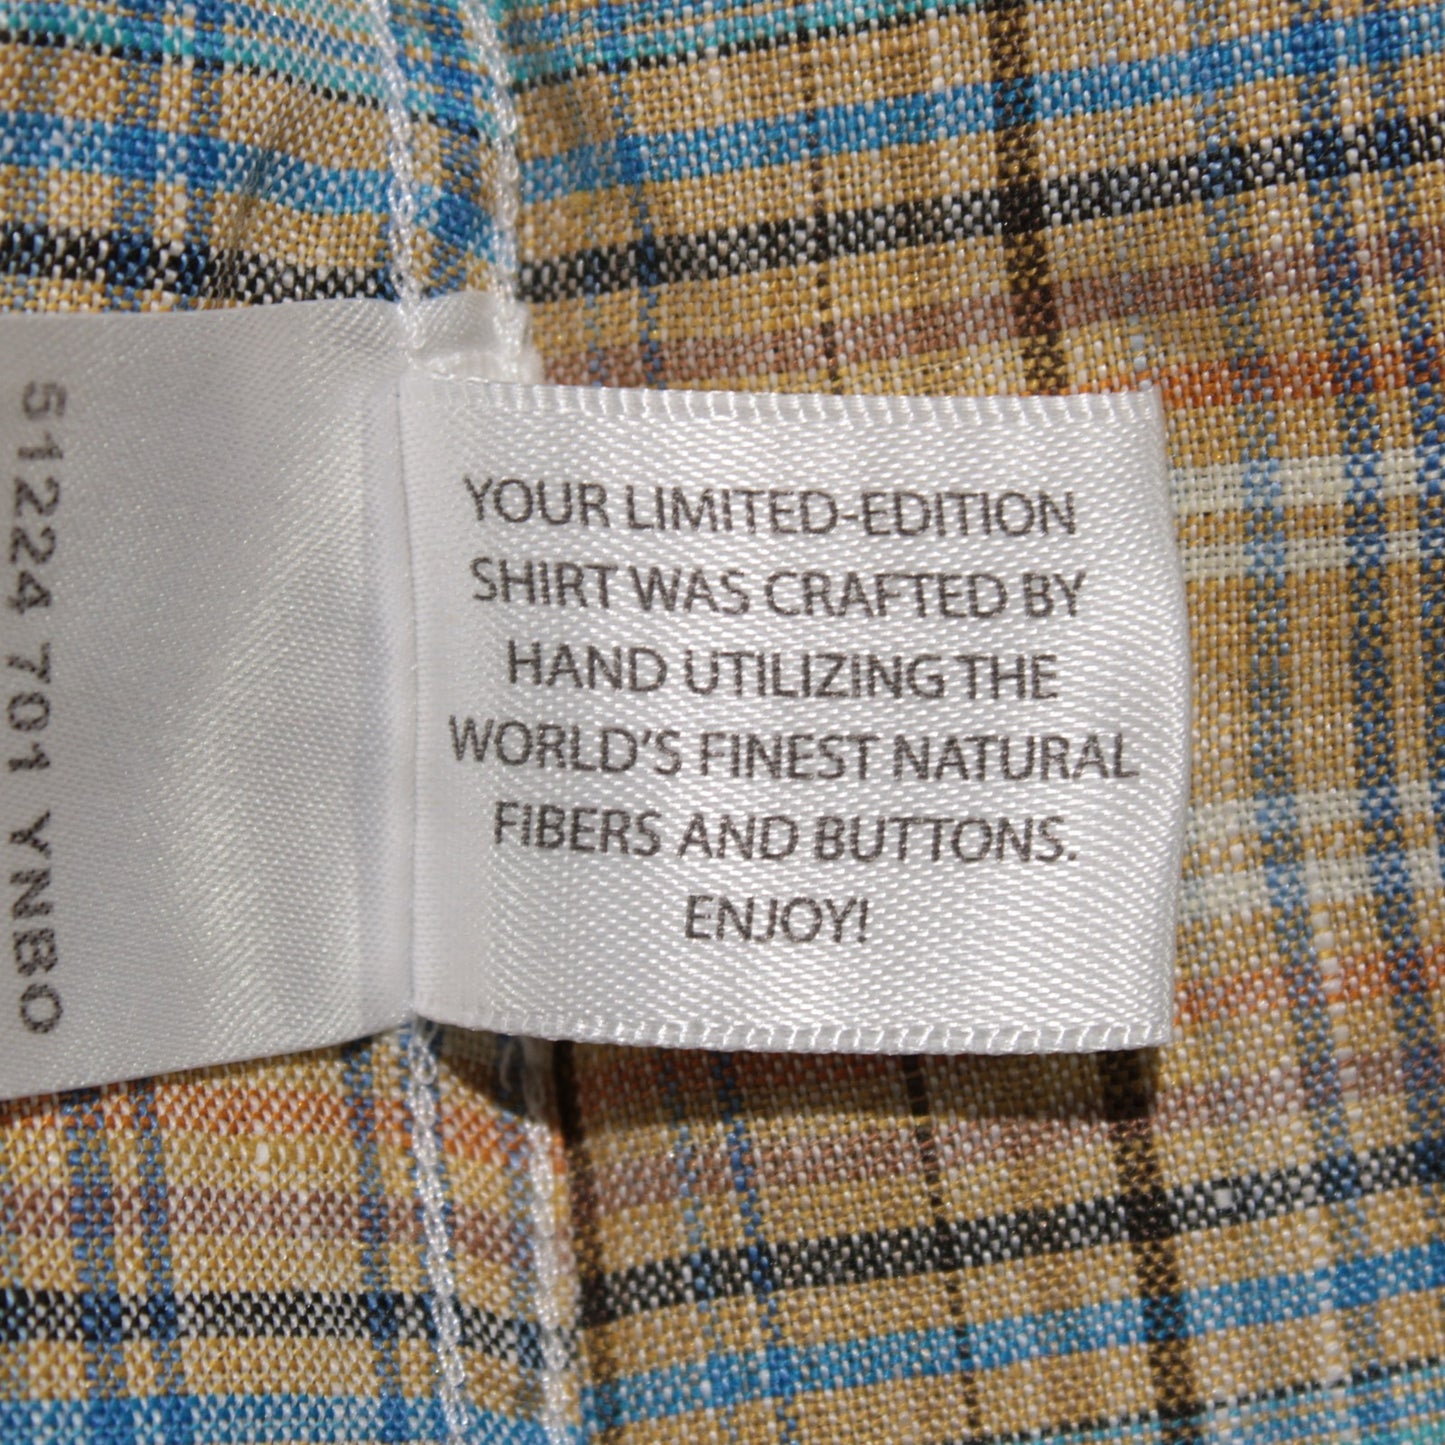 51224 701 YNBO
YOUR LIMITED-EDITION
SHIRT WAS CRAFTED BY
HAND UTILIZING THE
WORLD'S FINEST NATURAL
FIBERS AND BUTTONS.
ENJOY!